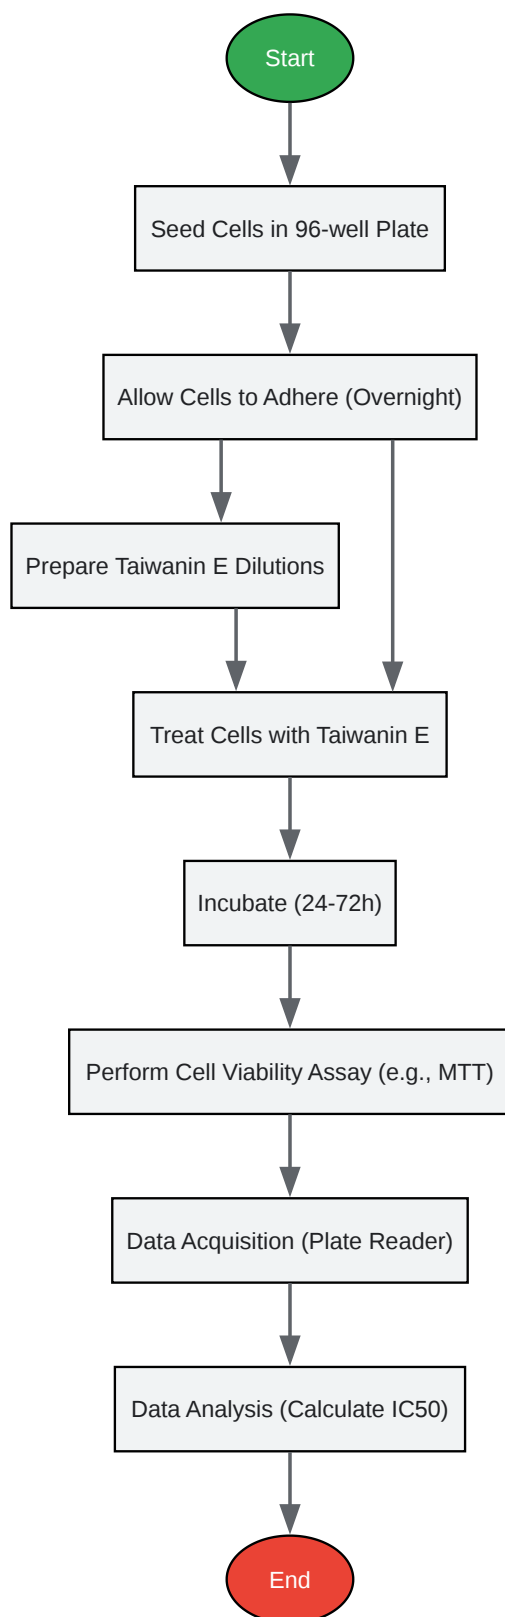 Start
Seed Cells in 96-well Plate
Allow Cells to Adhere (Overnight)
Prepare Taiwanin E Dilutions
Treat Cells with Taiwanin E
Incubate (24-72h)
Perform Cell Viability Assay (e.g., MTT)
Data Acquisition (Plate Reader)
Data Analysis (Calculate IC50)
End